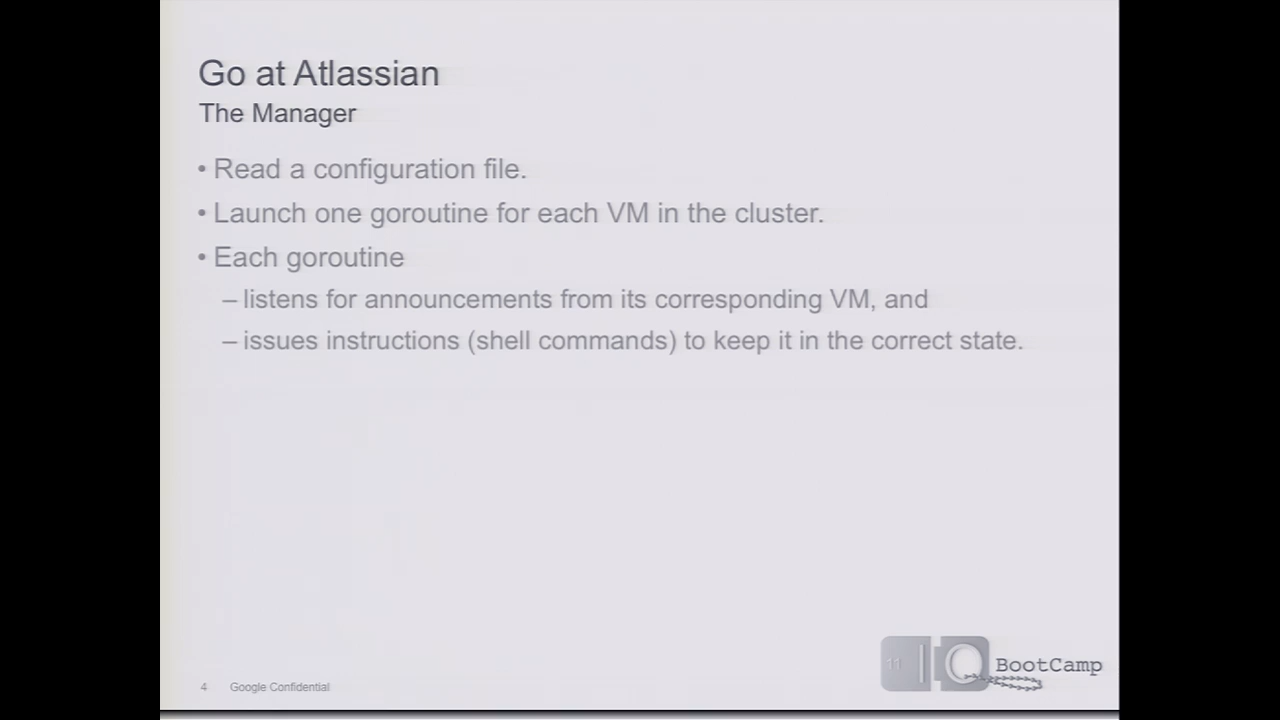 Go at Atlassian
The Manager
• Read a configuration file.
• Launch one goroutine for each VM in the cluster.
• Each goroutine
– listens for announcements from its corresponding VM, and
– issues instructions (shell commands) to keep it in the correct state.
11 IO BootCamp
4 Google Confidential